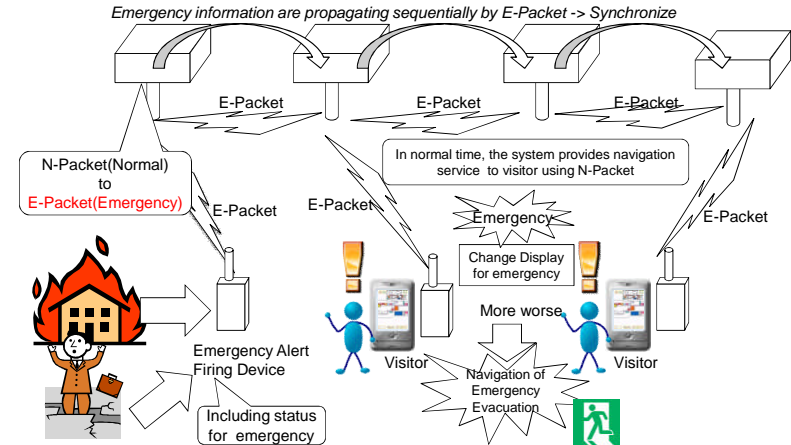 Emergency information are propagating sequentially by E-Packet -> Synchronize
E-Packet
E-Packet
E-Packet
N-Packet(Normal)
to
E-Packet(Emergency)
In normal time, the system provides navigation
service to visitor using N-Packet
E-Packet
E-Packet
Emergency
E-Packet
Change Display
for emergency
More worse
Emergency Alert
Firing Device
Visitor
Navigation of
Emergency
Evacuation
Visitor
Including status
for emergency